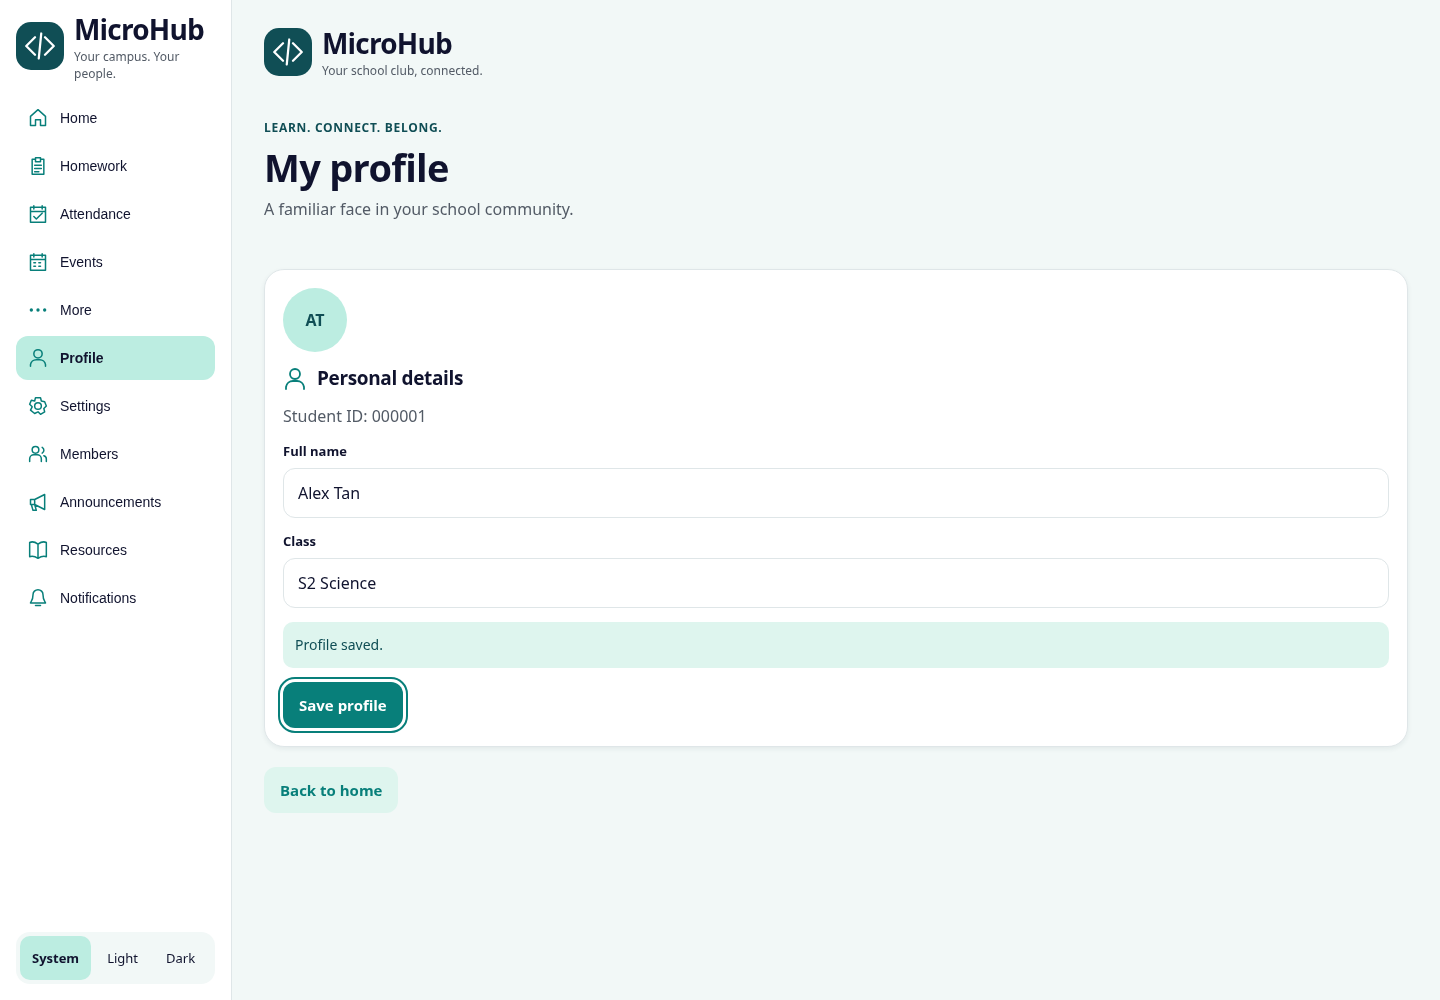 MicroHub
Your campus. Your
people.
Home
Homework
Attendance
Events
More
Profile
Settings
Members
Announcements
Resources
Notifications
System
Light
Dark
MicroHub
Your school club, connected.
LEARN. CONNECT. BELONG.
My profile
A familiar face in your school community.
AT
Personal details
Student ID: 000001
Full name
Alex Tan
Class
S2 Science
Profile saved.
Save profile
Back to home